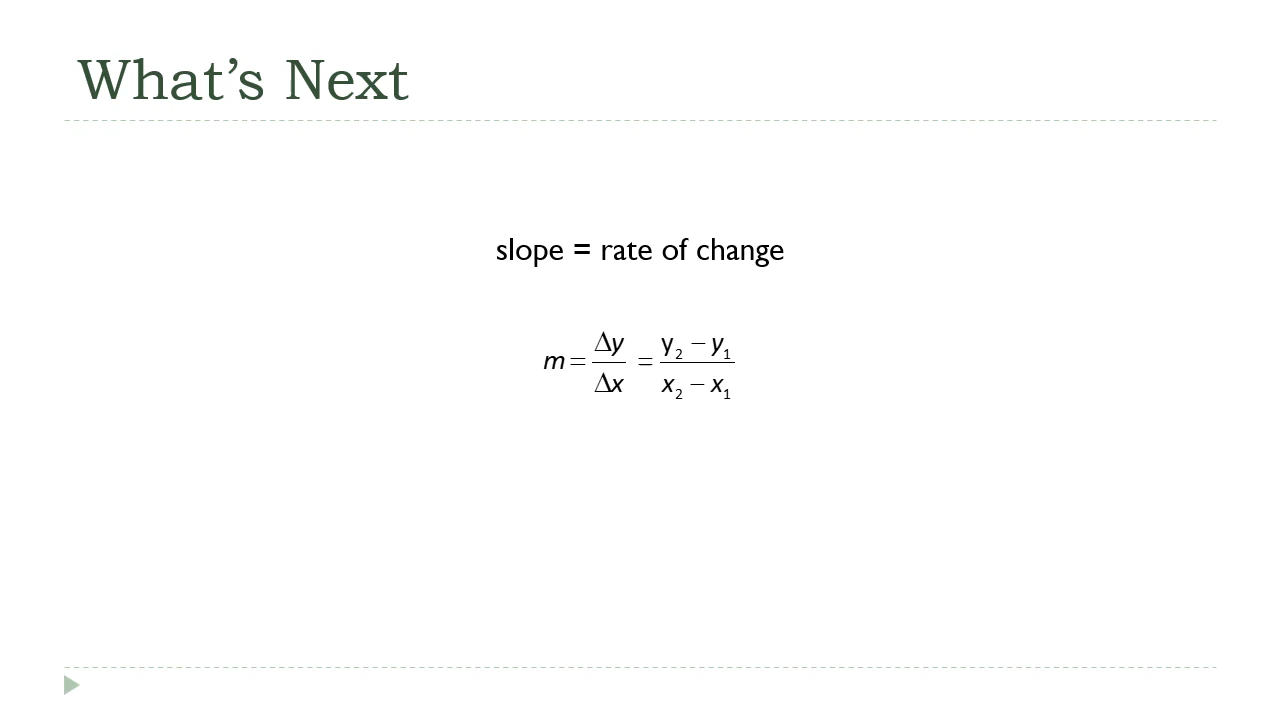 What’s Next
slope = rate of change
m = Δy/Δx = y₂ − y₁/x₂ − x₁